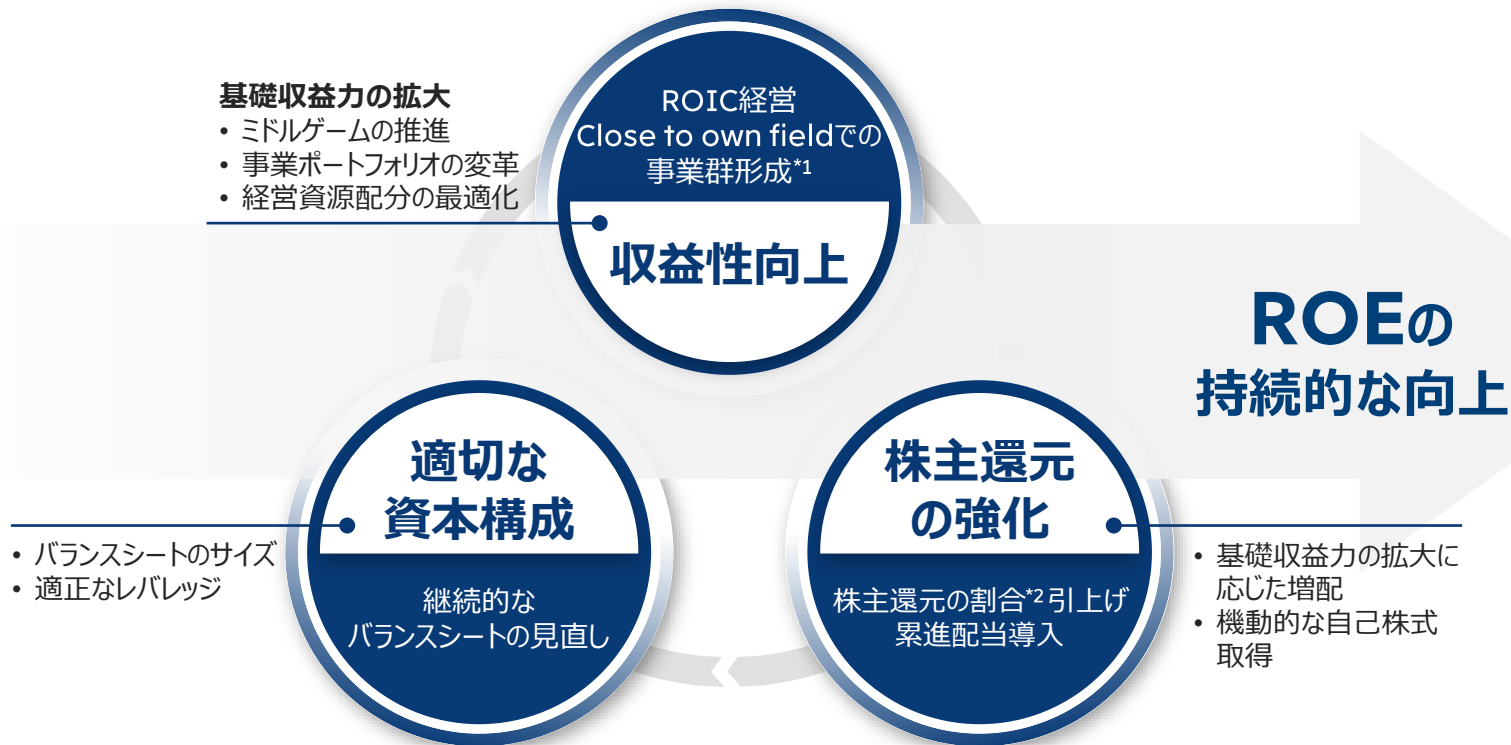 基礎収益力の拡大
• ミドルゲームの推進
• 事業ポートフォリオの変革
• 経営資源配分の最適化
ROIC経営
Close to own fieldでの
事業群形成*1
収益性向上
ROEの
持続的な向上
適切な
資本構成
継続的な
バランスシートの見直し
• バランスシートのサイズ
• 適正なレバレッジ
株主還元
の強化
株主還元の割合*2引上げ
累進配当導入
• 基礎収益力の拡大に
応じた増配
• 機動的な自己株式
取得